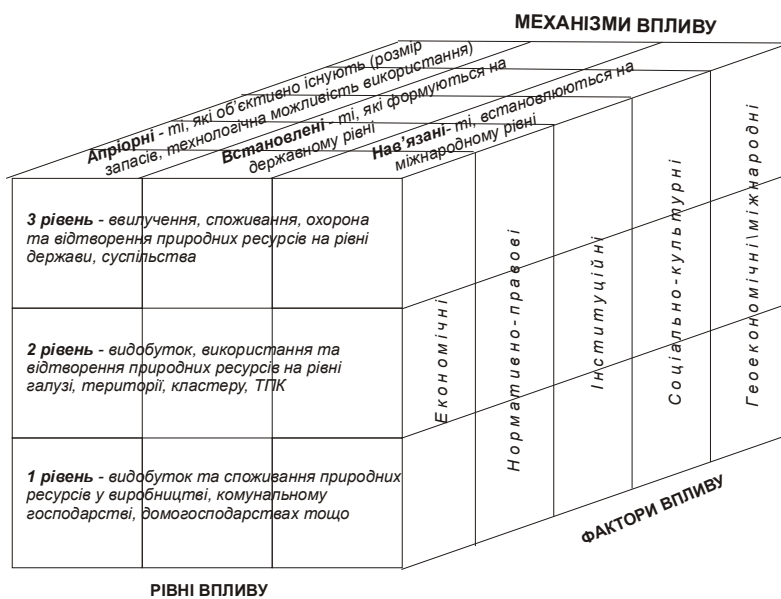 МЕХАНІЗМИ ВПЛИВУ
Апріорні - ті, які об’єктивно існують (розмір
запасів, технологічна можливість використання)
Встановлені - ті, які формуються на
державному рівні
Нав’язані- ті, встановлюються на
міжнародному рівні
3 рівень - ввилучення, споживання, охорона
та відтворення природних ресурсів на рівні
держави, суспільства
2 рівень - видобуток, використання та
відтворення природних ресурсів на рівні
галузі, території, кластеру, ТПК
1 рівень - видобуток та споживання природних
ресурсів у виробництві, комунальному
господарстві, домогосподарствах тощо
Економічні
Нормативно-правові
Інституційні
Соціально-культурні
Геоекономічні\міжнародні
ФАКТОРИ ВПЛИВУ
РІВНІ ВПЛИВУ